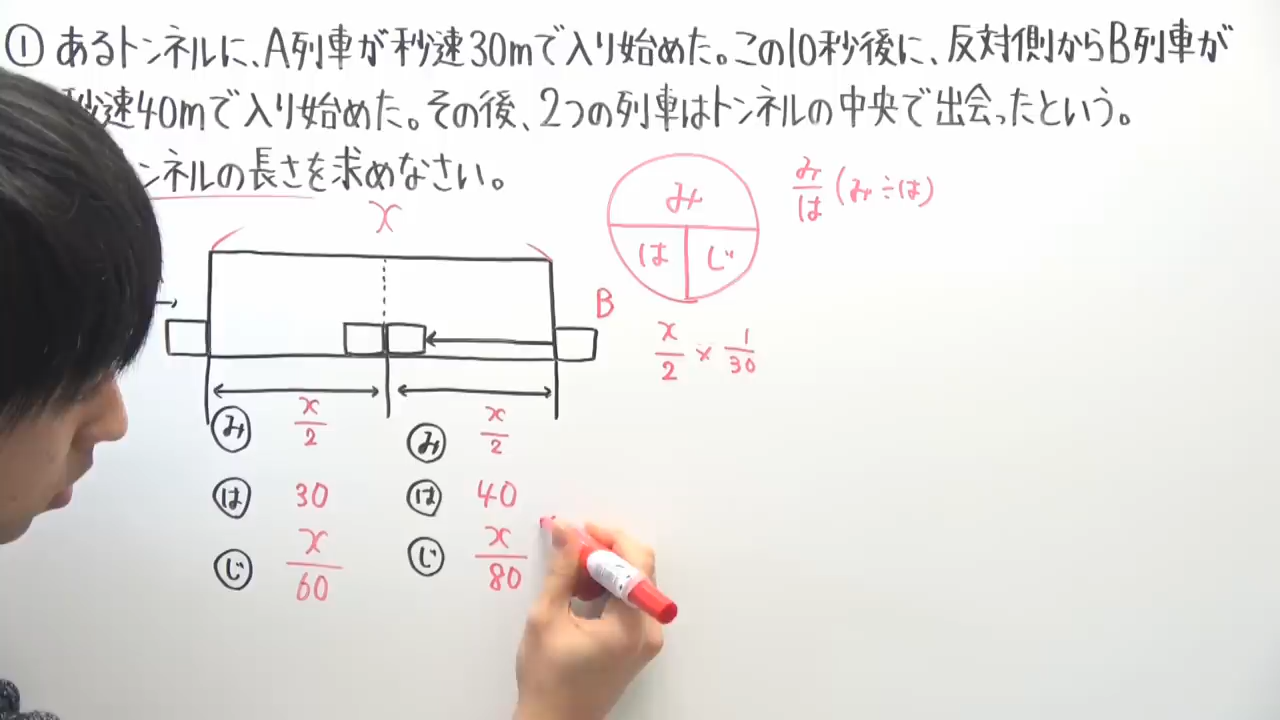 ① あるトンネルに、A列車が秒速30mで入り始めた。この10秒後に、反対側からB列車が
秒速40mで入り始めた。その後、2つの列車はトンネルの中央で出会ったという。
ンネルの長さを求めなさい。
x
み
は じ
み/は (み÷は)
B
x/2 × 1/30
み x/2 み x/2
は 30 は 40
じ x/60 じ x/80